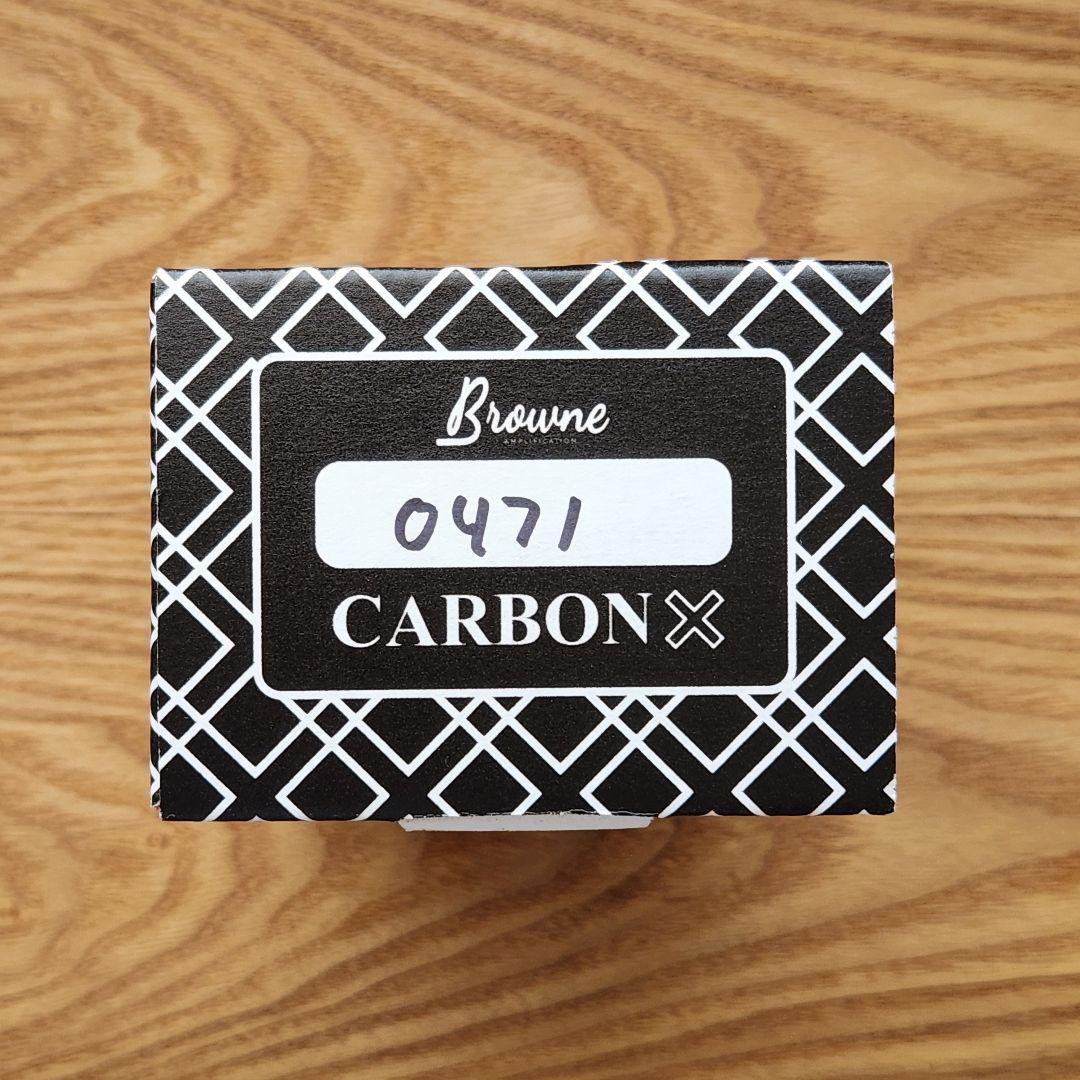 Browne
AMPLIFICATION
0471
CARBON X